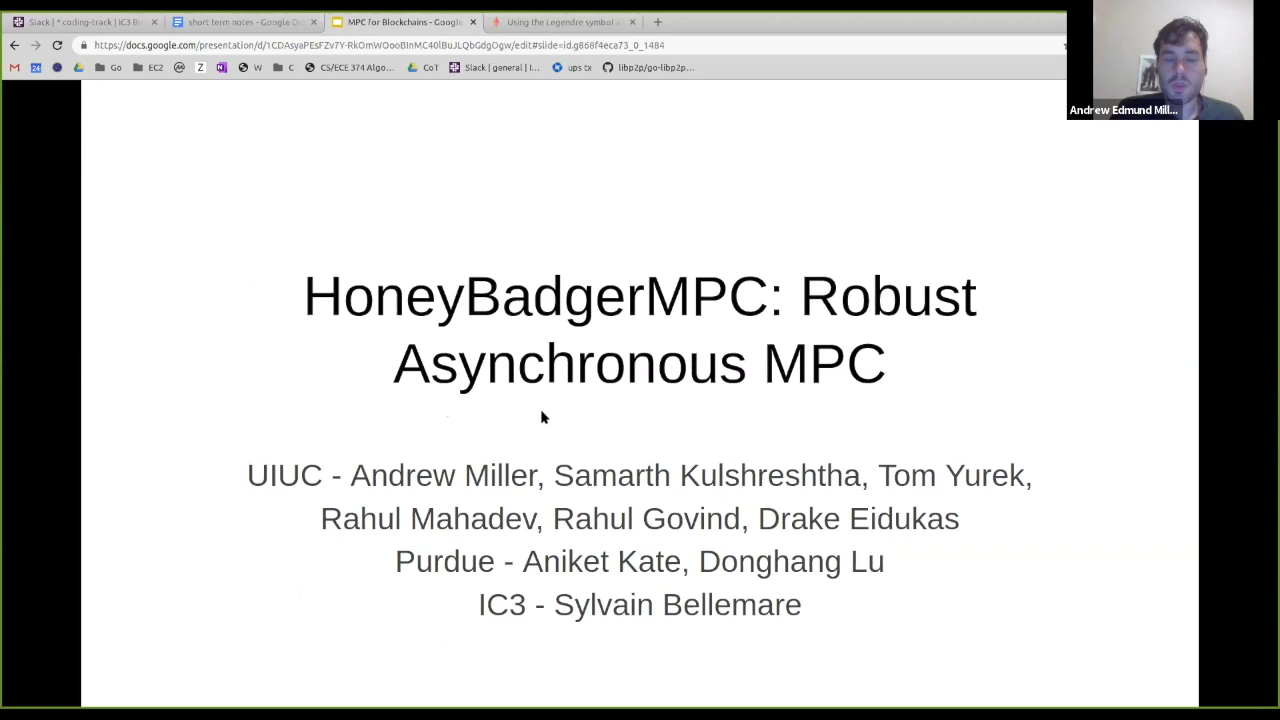 Slack | * coding-track | IC3 Bl
short term notes - Google D
MPC for Blockchains - Google
Using the Legendre symbol a
https://docs.google.com/presentation/d/1CDAsyaPEsFZv7Y-RkOmWOooBInMC40lBuJLQbGdgOgw/edit#slide=id.g868f4eca73_0_1484
Go
EC2
W
C
CS/ECE 374 Algo...
CoT
Slack | general | I...
ups tx
libp2p/go-libp2p...
Andrew Edmund Mill...
HoneyBadgerMPC: Robust
Asynchronous MPC
UIUC - Andrew Miller, Samarth Kulshreshtha, Tom Yurek,
Rahul Mahadev, Rahul Govind, Drake Eidukas
Purdue - Aniket Kate, Donghang Lu
IC3 - Sylvain Bellemare